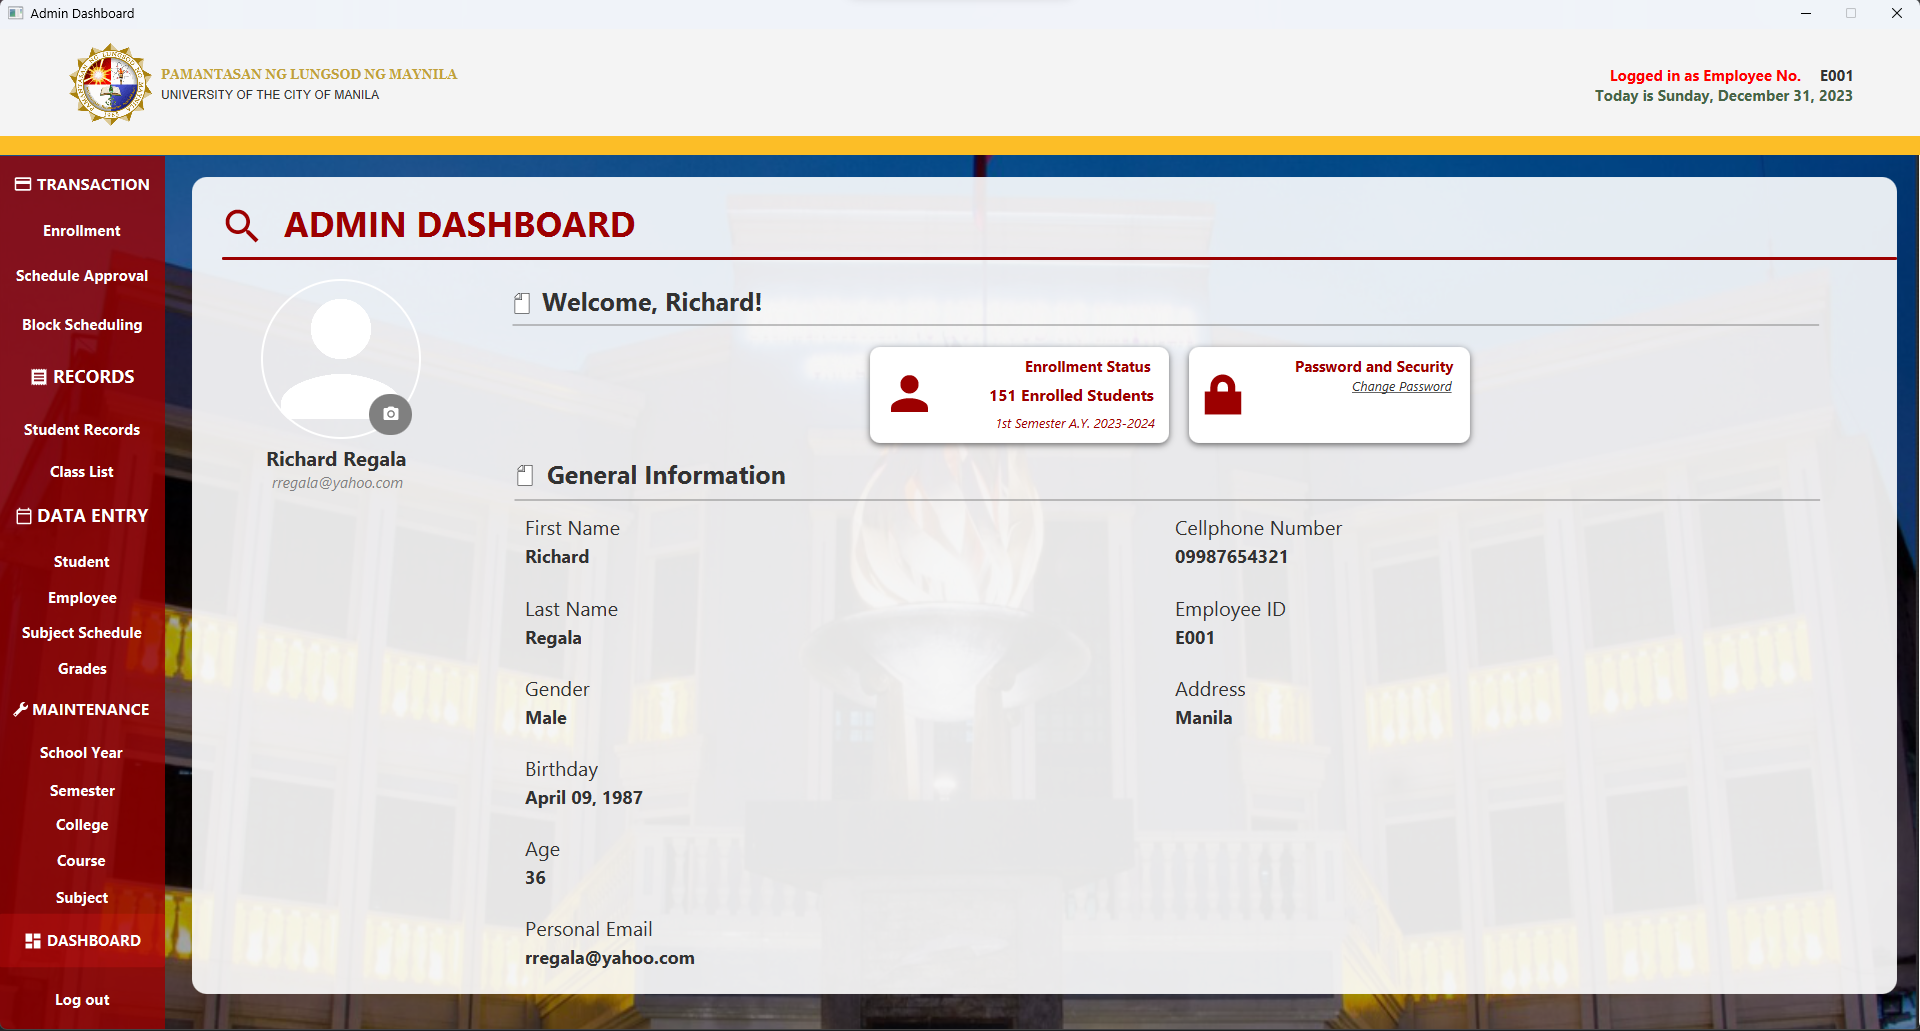 Admin Dashboard
PAMANTASAN NG LUNGSOD NG MAYNILA
UNIVERSITY OF THE CITY OF MANILA
Logged in as Employee No. E001
Today is Sunday, December 31, 2023
TRANSACTION
Enrollment
Schedule Approval
Block Scheduling
RECORDS
Student Records
Class List
DATA ENTRY
Student
Employee
Subject Schedule
Grades
MAINTENANCE
School Year
Semester
College
Course
Subject
DASHBOARD
Log out
ADMIN DASHBOARD
Richard Regala
rregala@yahoo.com
Welcome, Richard!
Enrollment Status
151 Enrolled Students
1st Semester A.Y. 2023-2024
Password and Security
Change Password
General Information
First Name
Richard
Last Name
Regala
Gender
Male
Birthday
April 09, 1987
Age
36
Personal Email
rregala@yahoo.com
Cellphone Number
09987654321
Employee ID
E001
Address
Manila